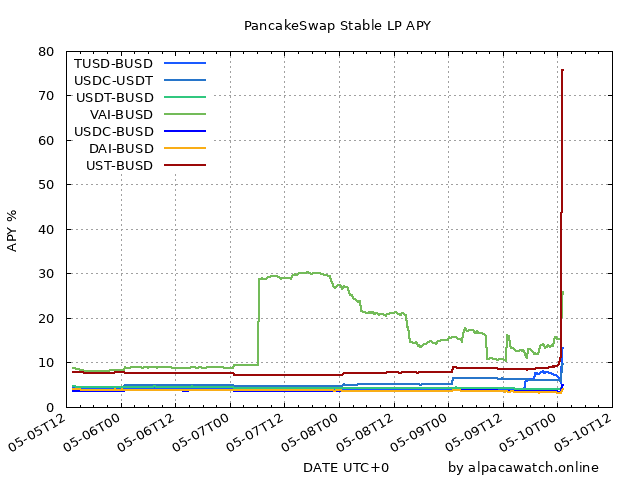 PancakeSwap Stable LP APY
80
70
60
50
40
30
20
10
0
APY %
TUSD-BUSD
USDC-USDT
USDT-BUSD
VAI-BUSD
USDC-BUSD
DAI-BUSD
UST-BUSD
05-05T12
05-06T00
05-06T12
05-07T00
05-07T12
05-08T00
05-08T12
05-09T00
05-09T12
05-10T00
05-10T12
DATE UTC+0
by alpacawatch.online